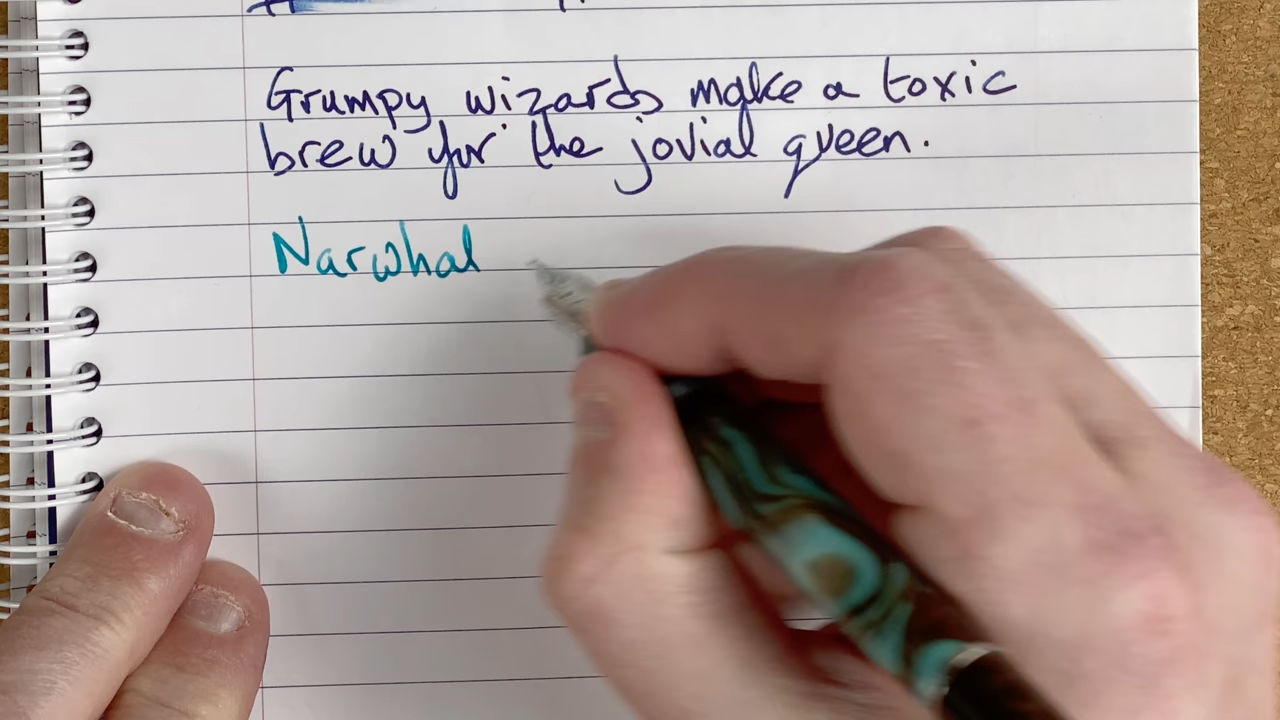 Grumpy wizards make a toxic
brew for the jovial queen.
Narwhal